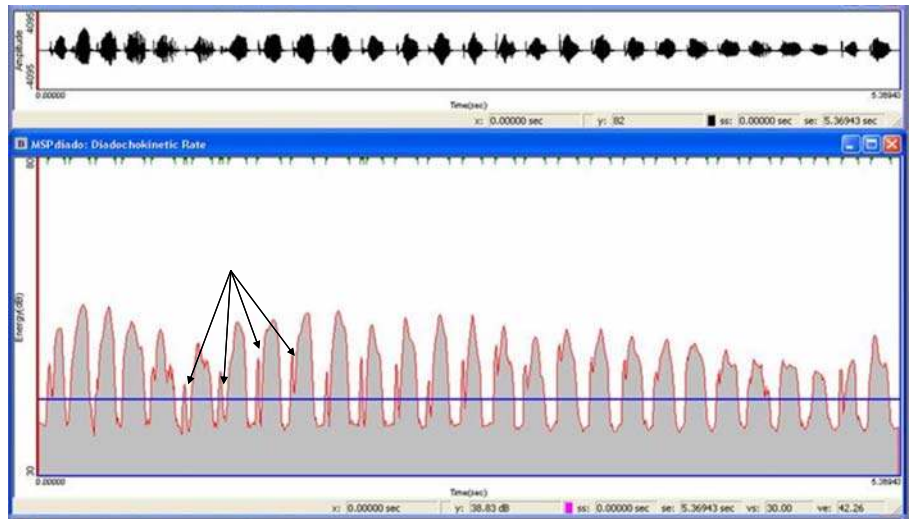 4095
Amplitude
-4095
0.00000 5.36943
Time(sec)
x: 0.00000 sec y: 82 ss: 0.00000 sec se: 5.36943 sec
MSPdiado: Diadochokinetic Rate
80
Energy(dB)
30
0.00000 5.36943
Time(sec)
x: 0.00000 sec y: 38.83 dB ss: 0.00000 sec se: 5.36943 sec vs: 30.00 ve: 42.26